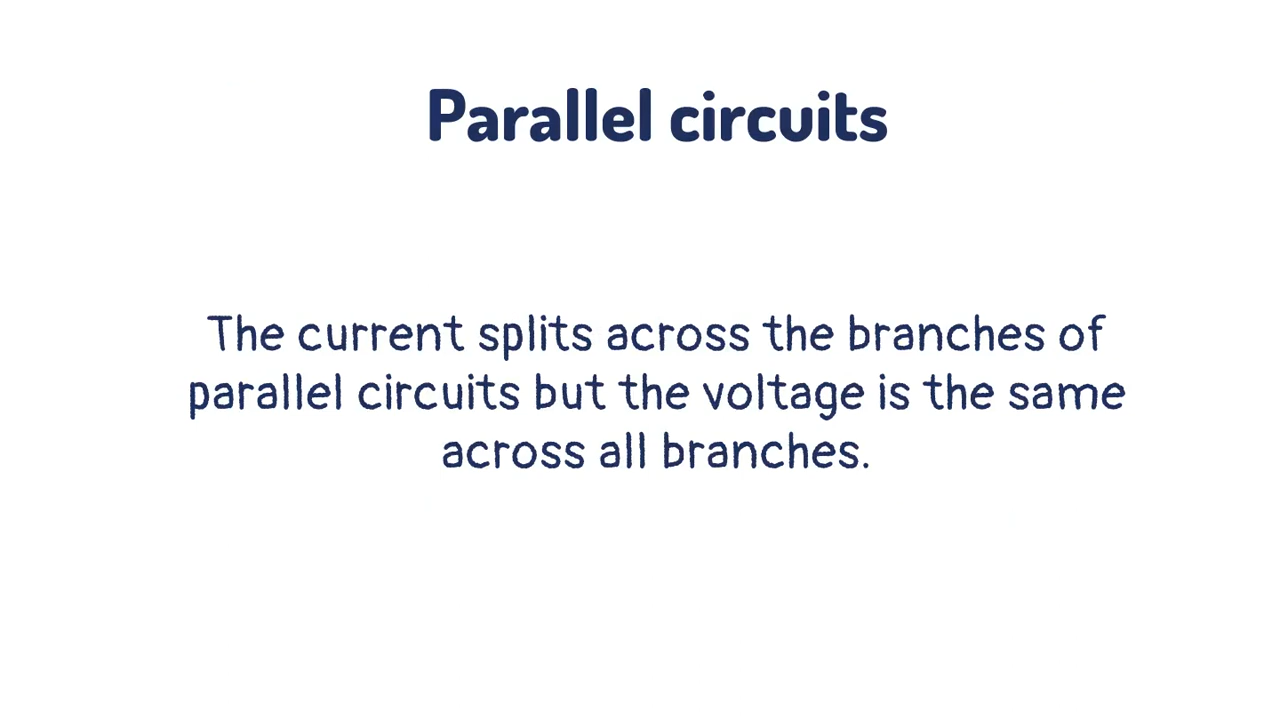 Parallel circuits
The current splits across the branches of
parallel circuits but the voltage is the same
across all branches.